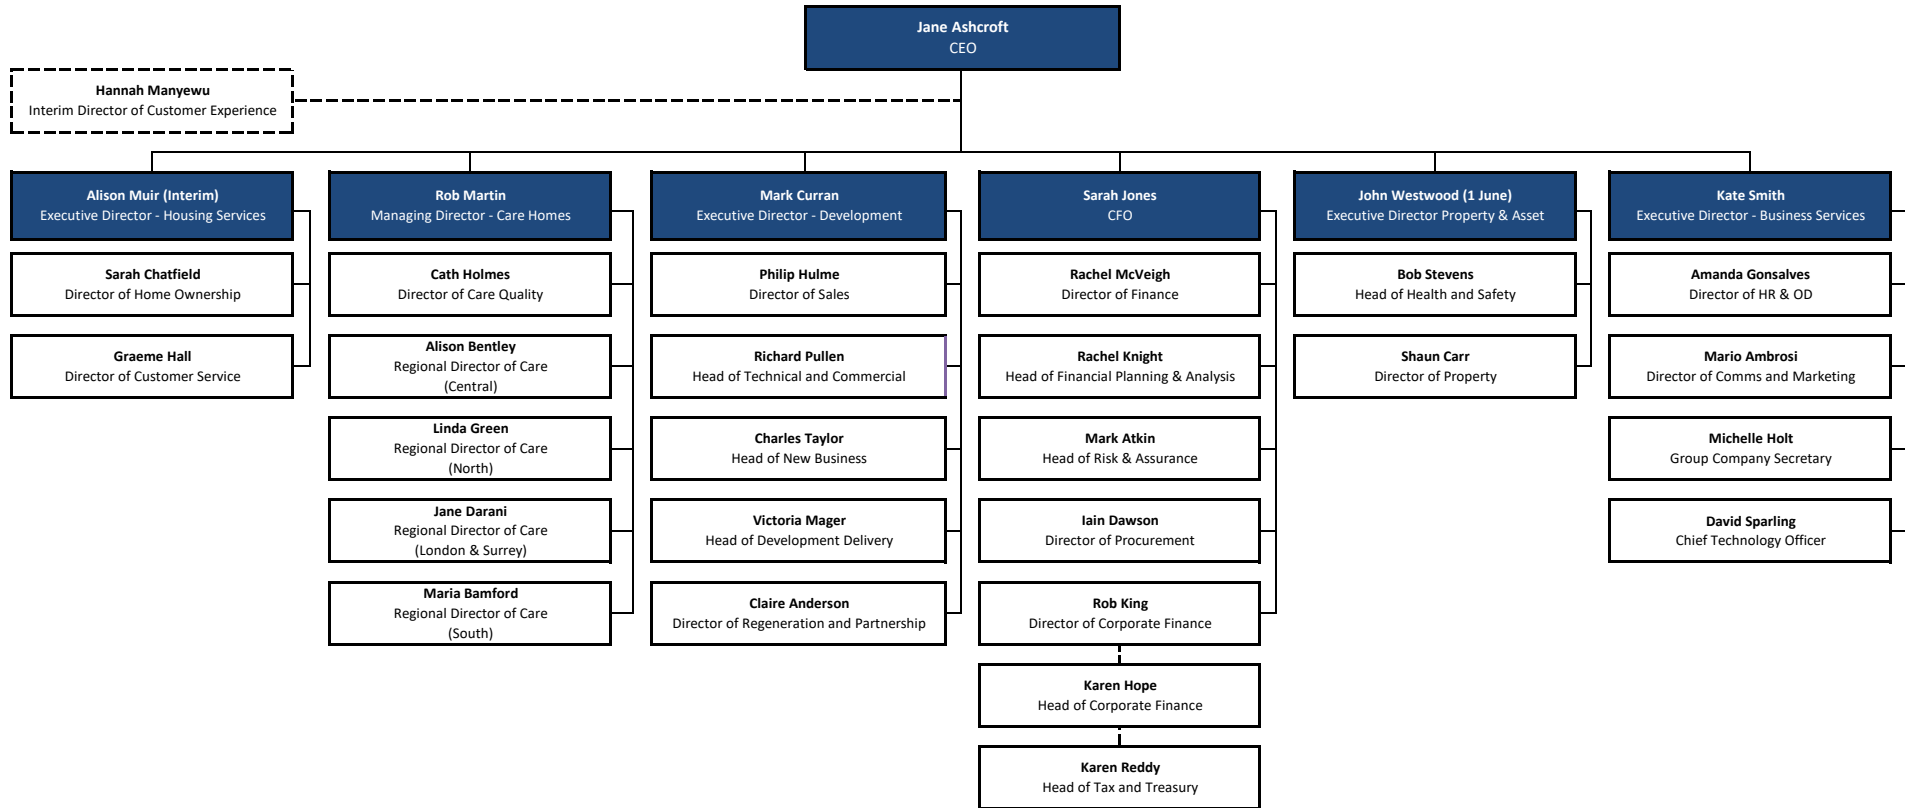 Jane Ashcroft
CEO
Hannah Manyewu
Interim Director of Customer Experience
Alison Muir (Interim)
Executive Director - Housing Services
Sarah Chatfield
Director of Home Ownership
Graeme Hall
Director of Customer Service
Rob Martin
Managing Director - Care Homes
Cath Holmes
Director of Care Quality
Alison Bentley
Regional Director of Care
(Central)
Linda Green
Regional Director of Care
(North)
Jane Darani
Regional Director of Care
(London & Surrey)
Maria Bamford
Regional Director of Care
(South)
Mark Curran
Executive Director - Development
Philip Hulme
Director of Sales
Richard Pullen
Head of Technical and Commercial
Charles Taylor
Head of New Business
Victoria Mager
Head of Development Delivery
Claire Anderson
Director of Regeneration and Partnership
Sarah Jones
CFO
Rachel McVeigh
Director of Finance
Rachel Knight
Head of Financial Planning & Analysis
Mark Atkin
Head of Risk & Assurance
Iain Dawson
Director of Procurement
Rob King
Director of Corporate Finance
Karen Hope
Head of Corporate Finance
Karen Reddy
Head of Tax and Treasury
John Westwood (1 June)
Executive Director Property & Asset
Bob Stevens
Head of Health and Safety
Shaun Carr
Director of Property
Kate Smith
Executive Director - Business Services
Amanda Gonsalves
Director of HR & OD
Mario Ambrosi
Director of Comms and Marketing
Michelle Holt
Group Company Secretary
David Sparling
Chief Technology Officer